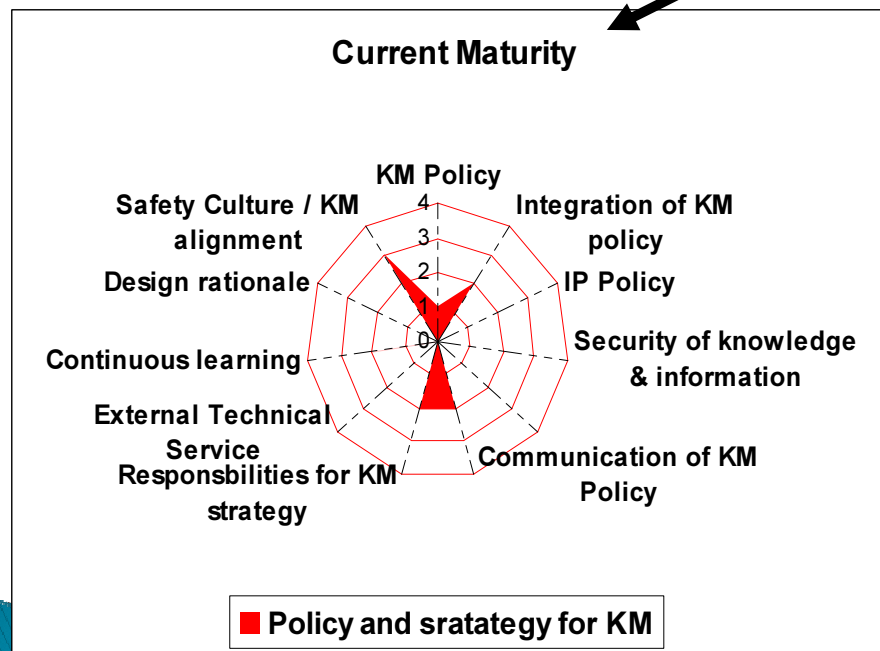 Current Maturity
KM Policy
Safety Culture / KM
alignment
Integration of KM
policy
Design rationale
IP Policy
Continuous learning
Security of knowledge
& information
External Technical
Service
Responsbilities for KM
strategy
Communication of KM
Policy
4
3
2
1
0
Policy and sratategy for KM